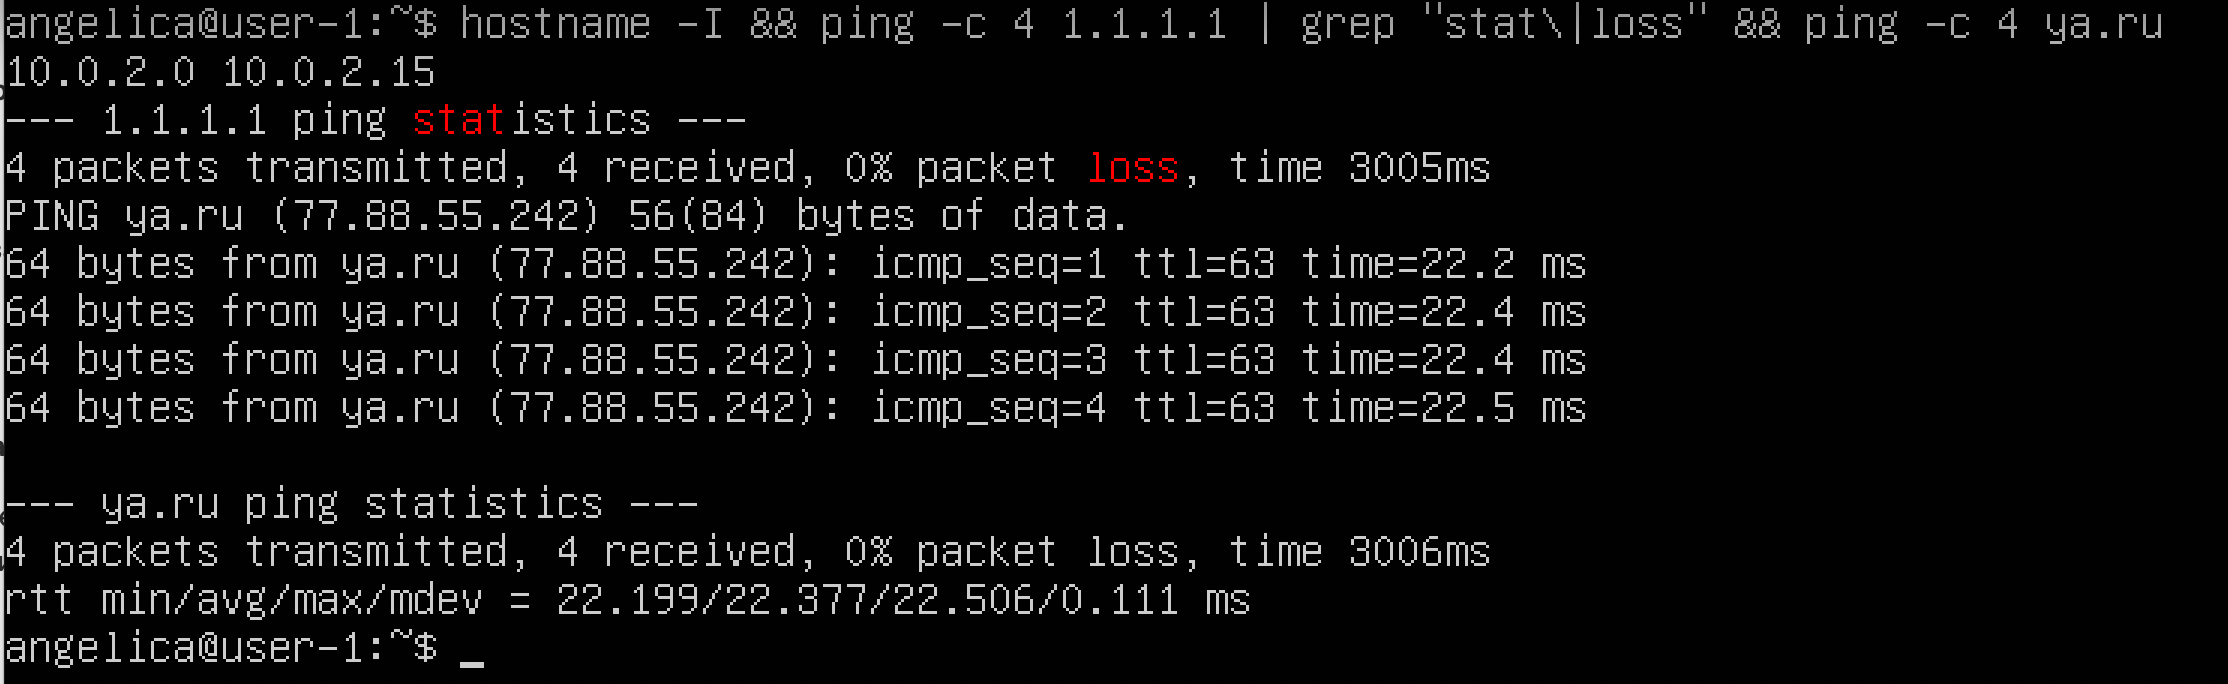 angelica@user-1:~$ hostname -I && ping -c 4 1.1.1.1 | grep "stat\|loss" && ping -c 4 ya.ru
10.0.2.0 10.0.2.15
--- 1.1.1.1 ping statistics ---
4 packets transmitted, 4 received, 0% packet loss, time 3005ms
PING ya.ru (77.88.55.242) 56(84) bytes of data.
64 bytes from ya.ru (77.88.55.242): icmp_seq=1 ttl=63 time=22.2 ms
64 bytes from ya.ru (77.88.55.242): icmp_seq=2 ttl=63 time=22.4 ms
64 bytes from ya.ru (77.88.55.242): icmp_seq=3 ttl=63 time=22.4 ms
64 bytes from ya.ru (77.88.55.242): icmp_seq=4 ttl=63 time=22.5 ms
--- ya.ru ping statistics ---
4 packets transmitted, 4 received, 0% packet loss, time 3006ms
rtt min/avg/max/mdev = 22.199/22.377/22.506/0.111 ms
angelica@user-1:~$ _